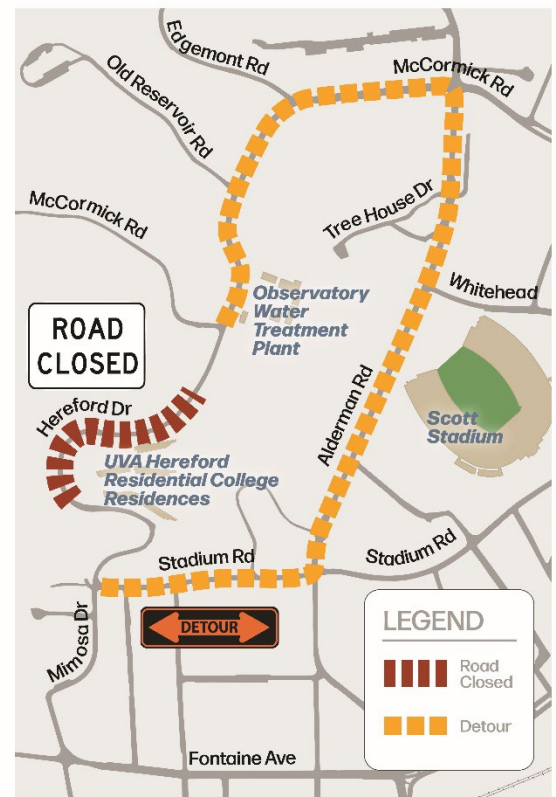 Edgemont Rd
McCormick Rd
Old Reservoir Rd
Tree House Dr
McCormick Rd
Whitehead
Observatory
Water
Treatment
Plant
ROAD
CLOSED
Hereford Dr
Alderman Rd
Scott
Stadium
UVA Hereford
Residential College
Residences
Stadium Rd
Stadium Rd
DETOUR
Mimosa Dr
LEGEND
Road
Closed
Detour
Fontaine Ave